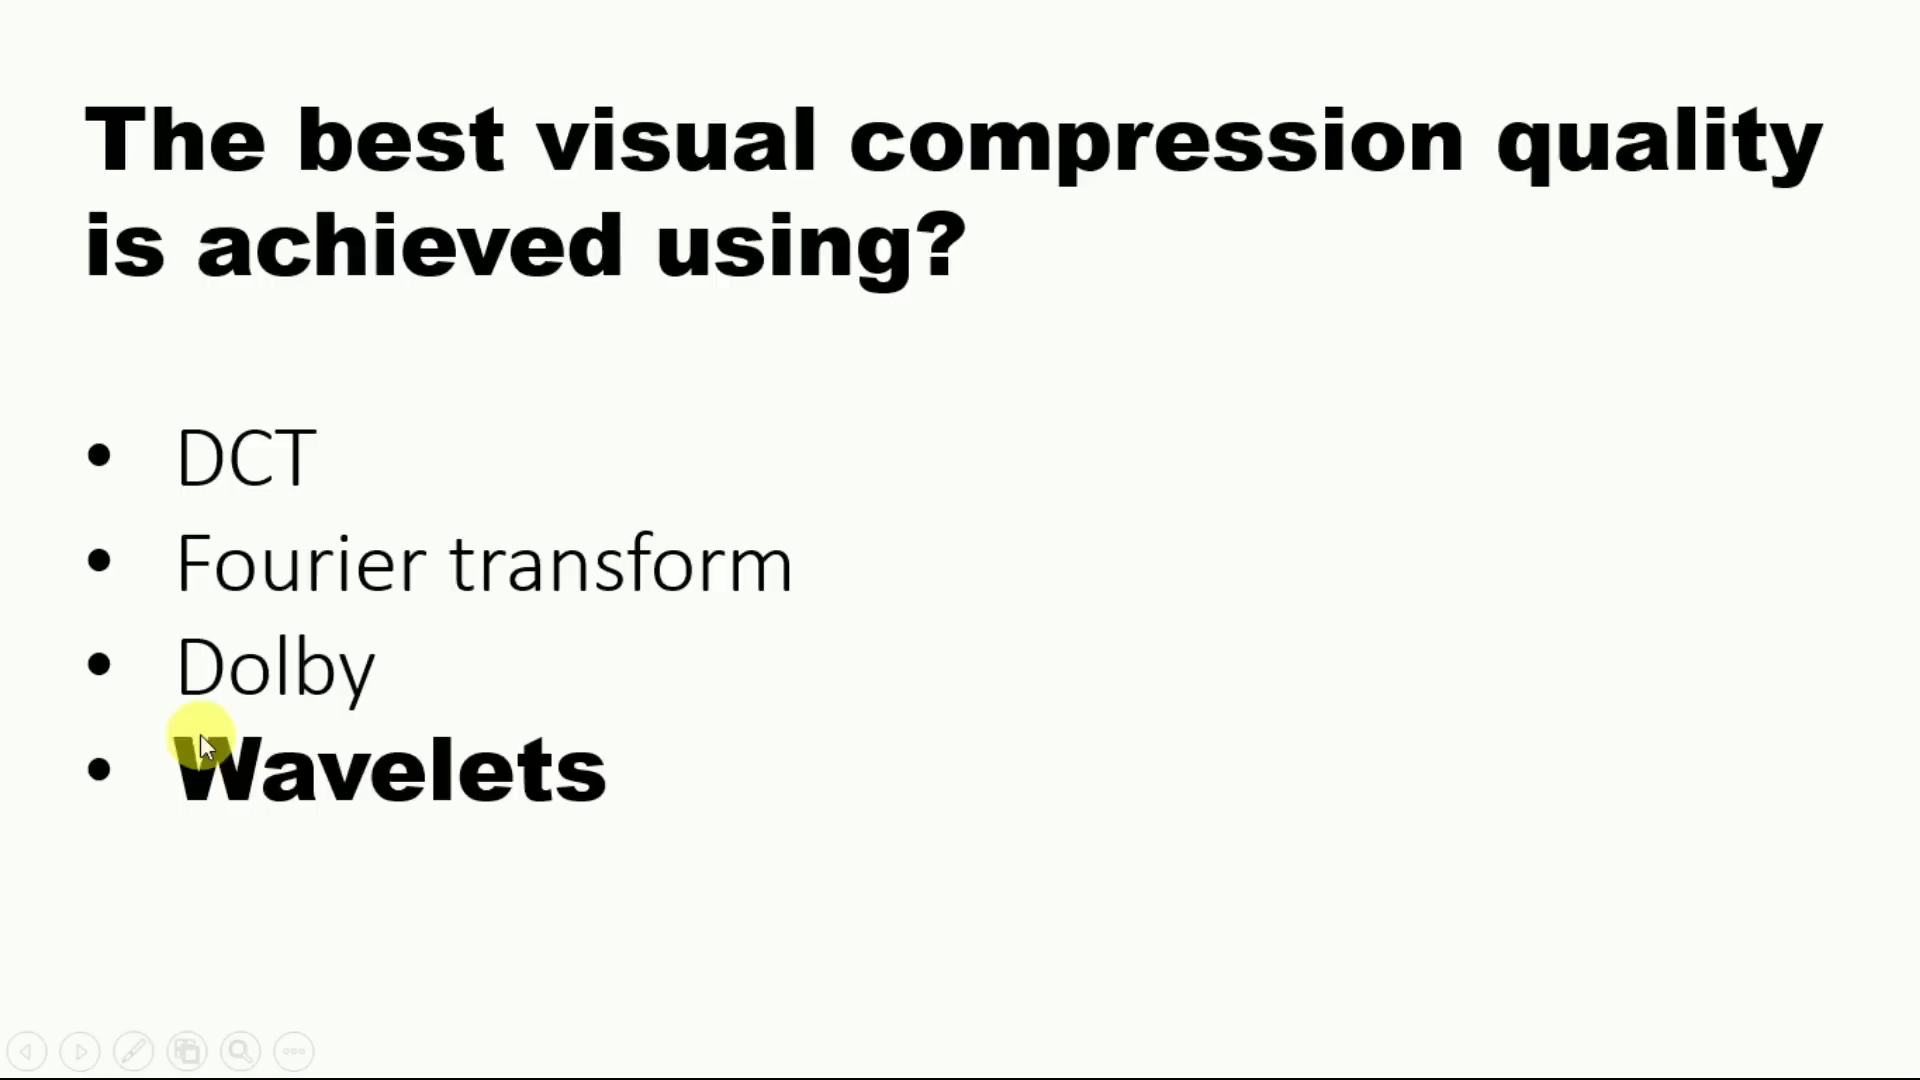 The best visual compression quality
is achieved using?
• DCT
• Fourier transform
• Dolby
• Wavelets